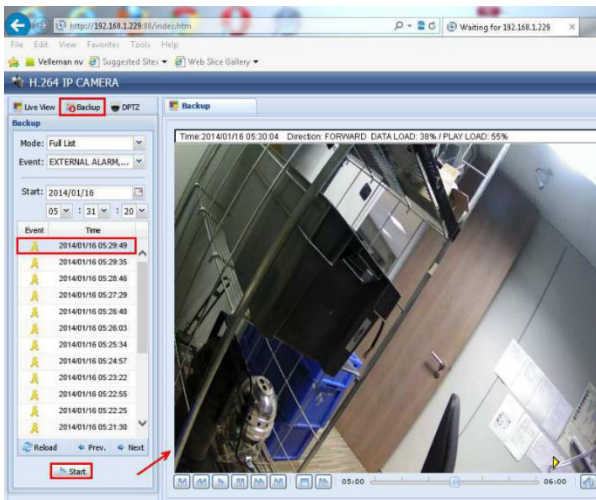 http://192.168.1.229:88/index.htm
Waiting for 192.168.1.229
File Edit View Favorites Tools Help
Velleman nv Suggested Sites Web Slice Gallery
H.264 IP CAMERA
Live View Backup DPTZ
Backup
Backup
Mode: Full List
Event: EXTERNAL ALARM,...
Start: 2014/01/16
05 : 31 : 20
Event Time
2014/01/16 05:29:49
2014/01/16 05:29:35
2014/01/16 05:28:46
2014/01/16 05:27:29
2014/01/16 05:26:40
2014/01/16 05:26:03
2014/01/16 05:25:34
2014/01/16 05:24:57
2014/01/16 05:23:22
2014/01/16 05:22:55
2014/01/16 05:22:25
2014/01/16 05:21:30
Reload Prev. Next
Start
Time:2014/01/16 05:30:04 Direction: FORWARD DATA LOAD: 38% / PLAY LOAD: 55%
05:00 06:00